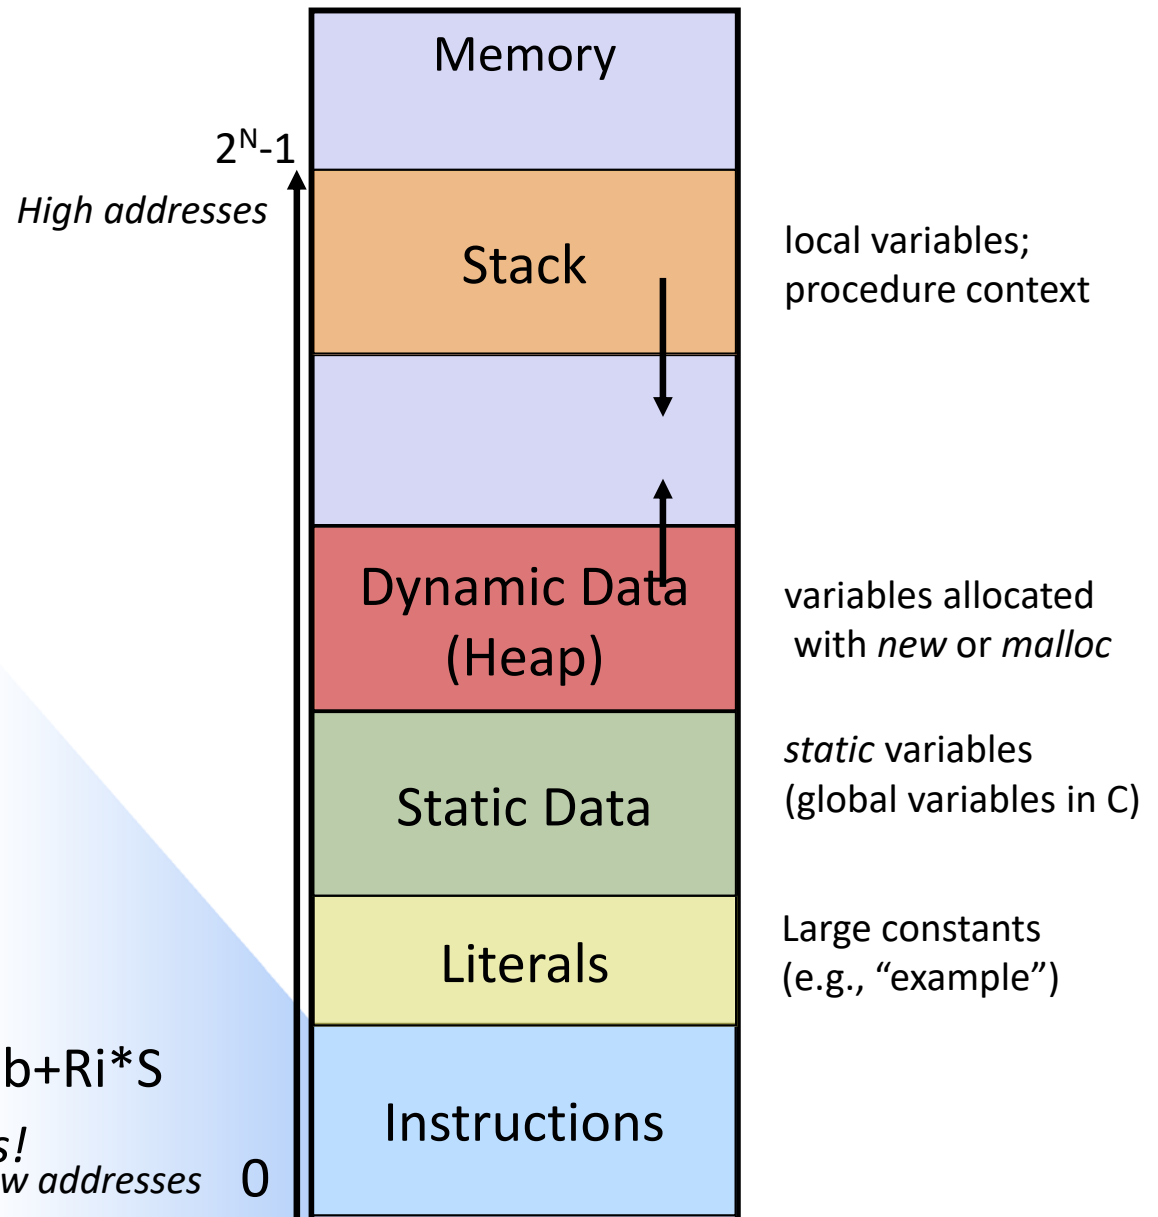 Memory
2^N-1
High addresses
Stack
local variables;
procedure context
Dynamic Data
(Heap)
variables allocated
with new or malloc
Static Data
static variables
(global variables in C)
Literals
Large constants
(e.g., “example”)
b+Ri*S
Instructions
s!
w addresses
0